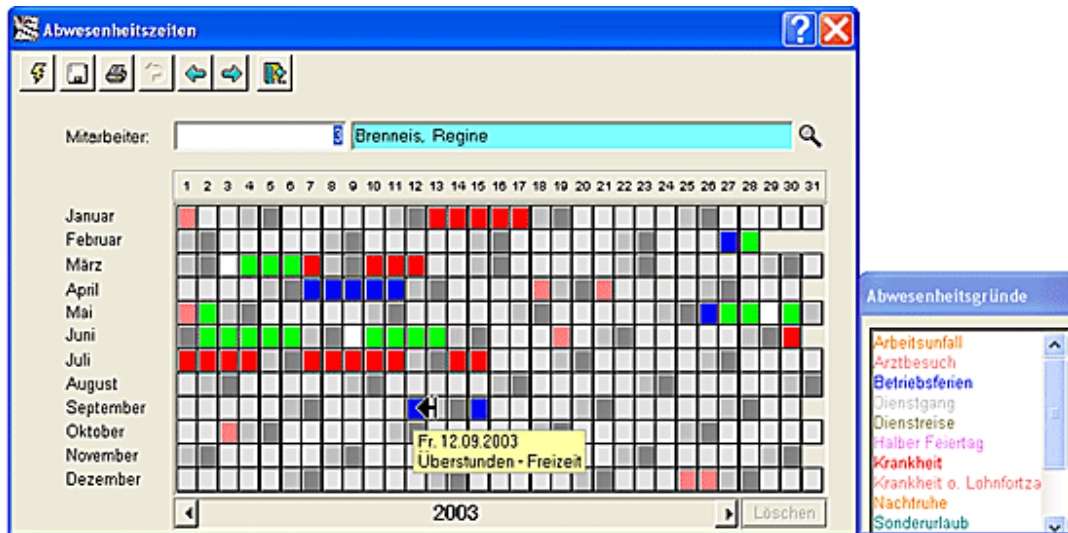 Abwesenheitszeiten
Mitarbeiter: 3 Brenneis, Regine
1 2 3 4 5 6 7 8 9 10 11 12 13 14 15 16 17 18 19 20 21 22 23 24 25 26 27 28 29 30 31
Januar
Februar
März
April
Mai
Juni
Juli
August
September
Oktober
November
Dezember
Fr. 12.09.2003
Überstunden - Freizeit
2003 Löschen
Abwesenheitsgründe
Arbeitsunfall
Arztbesuch
Betriebsferien
Dienstgang
Dienstreise
Halber Feiertag
Krankheit
Krankheit o. Lohnfortza
Nachtruhe
Sonderurlaub